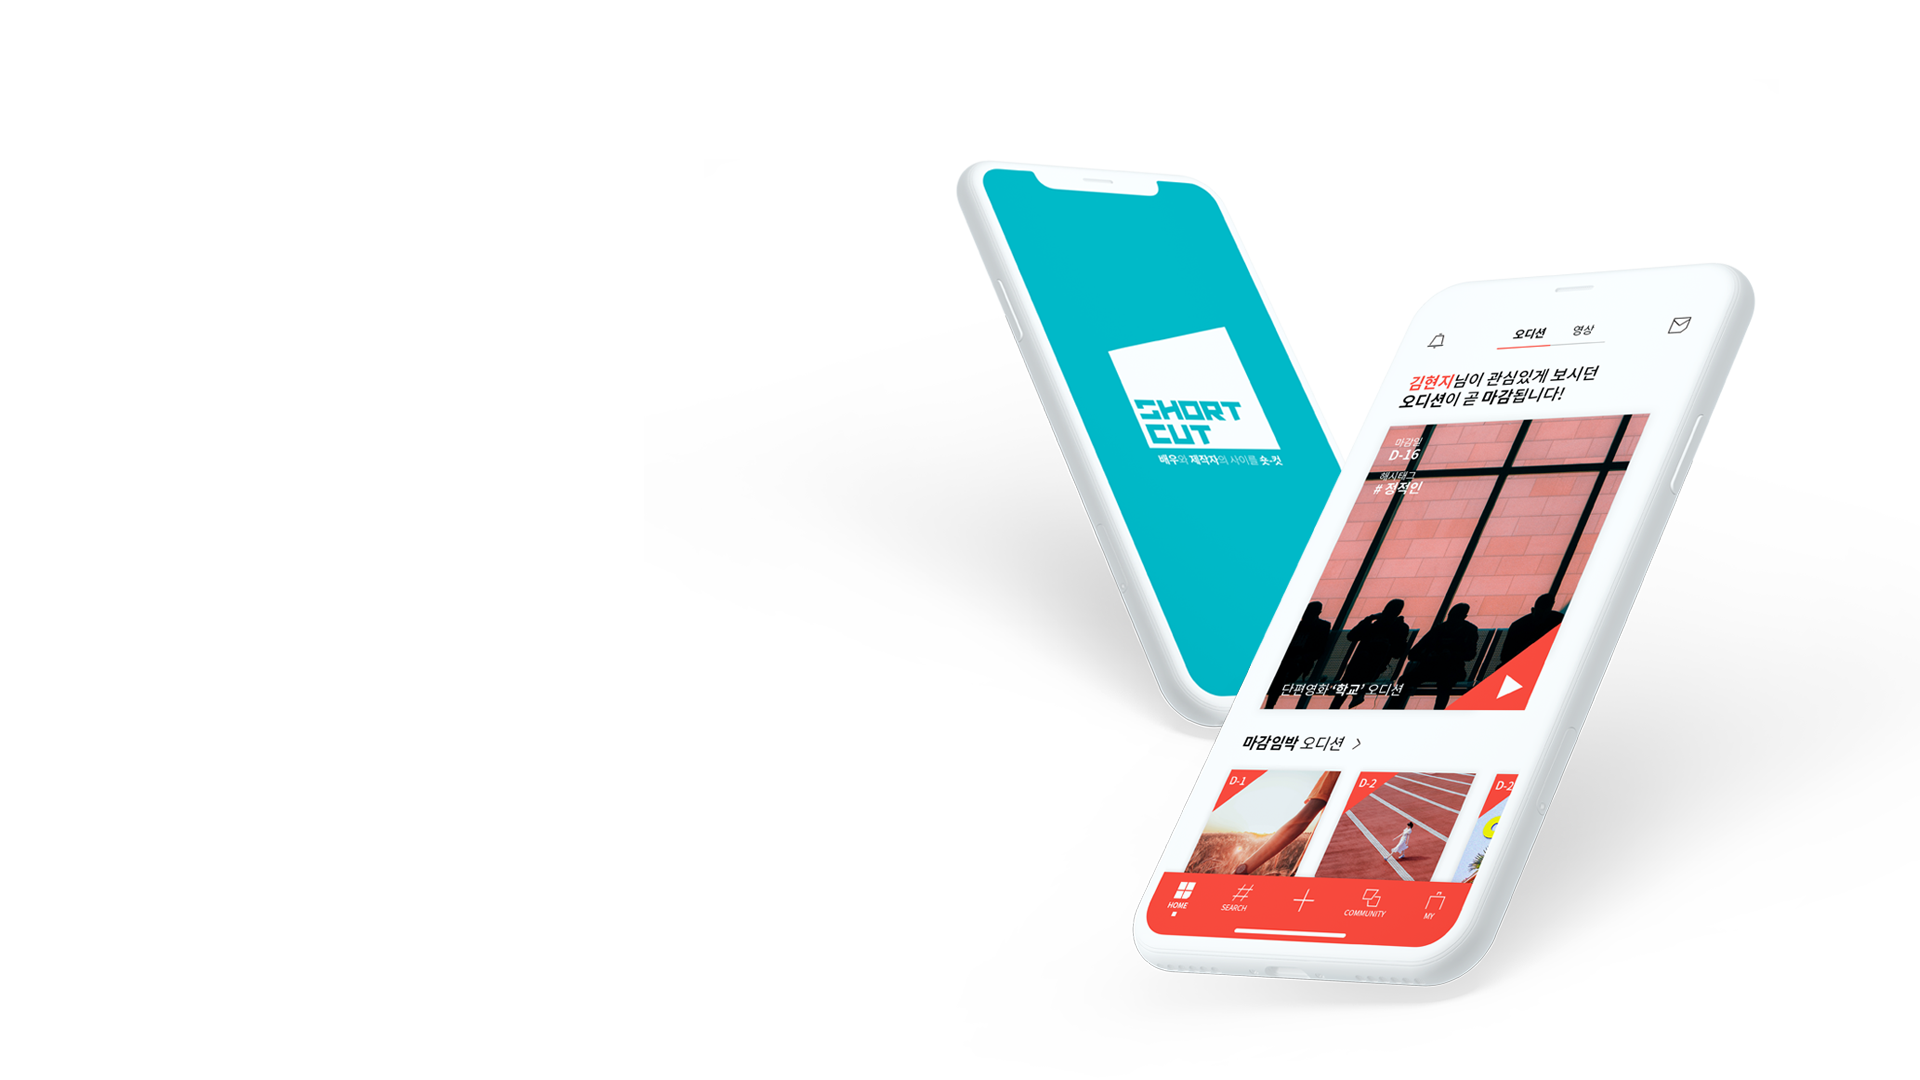 SHORT
CUT
배우와 제작자의 사이를 숏-컷
오디션 영상
김현지님이 관심있게 보시던
오디션이 곧 마감됩니다!
마감일
D-16
해시태그
# 정적인
단편영화 ‘학교’ 오디션
마감임박 오디션 >
D-1 D-2 D-2
HOME SEARCH COMMUNITY MY